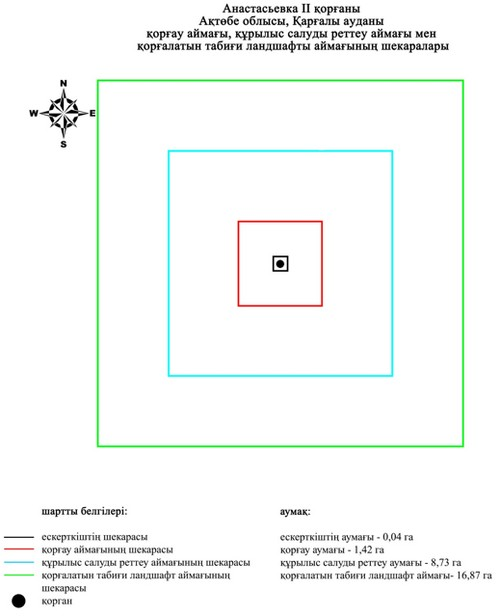 Анастасьевка II қорғаны
Ақтөбе облысы, Қарғалы ауданы
қорғау аймағы, құрылыс салуды реттеу аймағы мен
қорғалатын табиғи ландшафты аймағының шекаралары
N
W E
S
шартты белгілері: аумақ:
ескерткіштің шекарасы ескерткіштің аумағы - 0,04 га
қорғау аймағының шекарасы қорғау аумағы - 1,42 га
құрылыс салуды реттеу аймағының шекарасы құрылыс салуды реттеу аумағы - 8,73 га
қорғалатын табиғи ландшафт аймағының қорғалатын табиғи ландшафт аймағы- 16,87 га
шекарасы
қорған